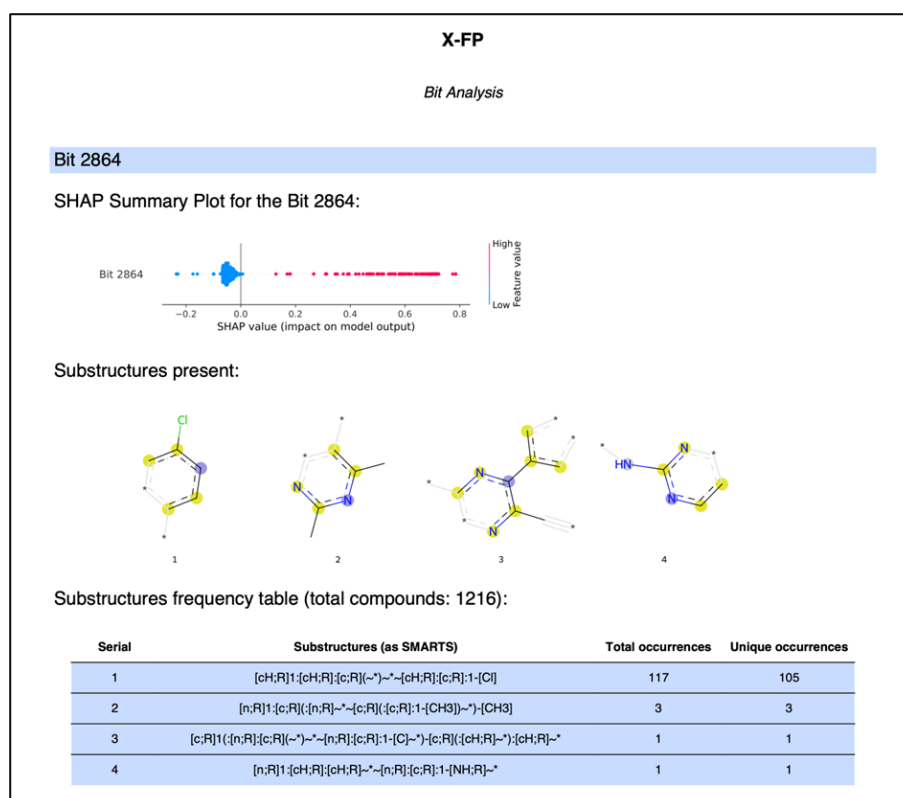 X-FP
Bit Analysis
Bit 2864
SHAP Summary Plot for the Bit 2864:
High
Bit 2864
Feature value
Low
−0.2 0.0 0.2 0.4 0.6 0.8
SHAP value (impact on model output)
Substructures present:
Cl
* * * * * * * * * * *
N N N N HN N N
1 2 3 4
Substructures frequency table (total compounds: 1216):
Serial Substructures (as SMARTS) Total occurrences Unique occurrences
1 [cH;R]1:[cH;R]:[c;R](~*)~*~[cH;R]:[c;R]:1-[Cl] 117 105
2 [n;R]1:[c;R](:[n;R]~*~[c;R](:[c;R]:1-[CH3])~*)-[CH3] 3 3
3 [c;R]1(:[n;R]:[c;R](~*)~*~[n;R]:[c;R]:1-[C]~*)-[c;R](:[cH;R]~*):[cH;R]~* 1 1
4 [n;R]1:[cH;R]:[cH;R]~*~[n;R]:[c;R]:1-[NH;R]~* 1 1